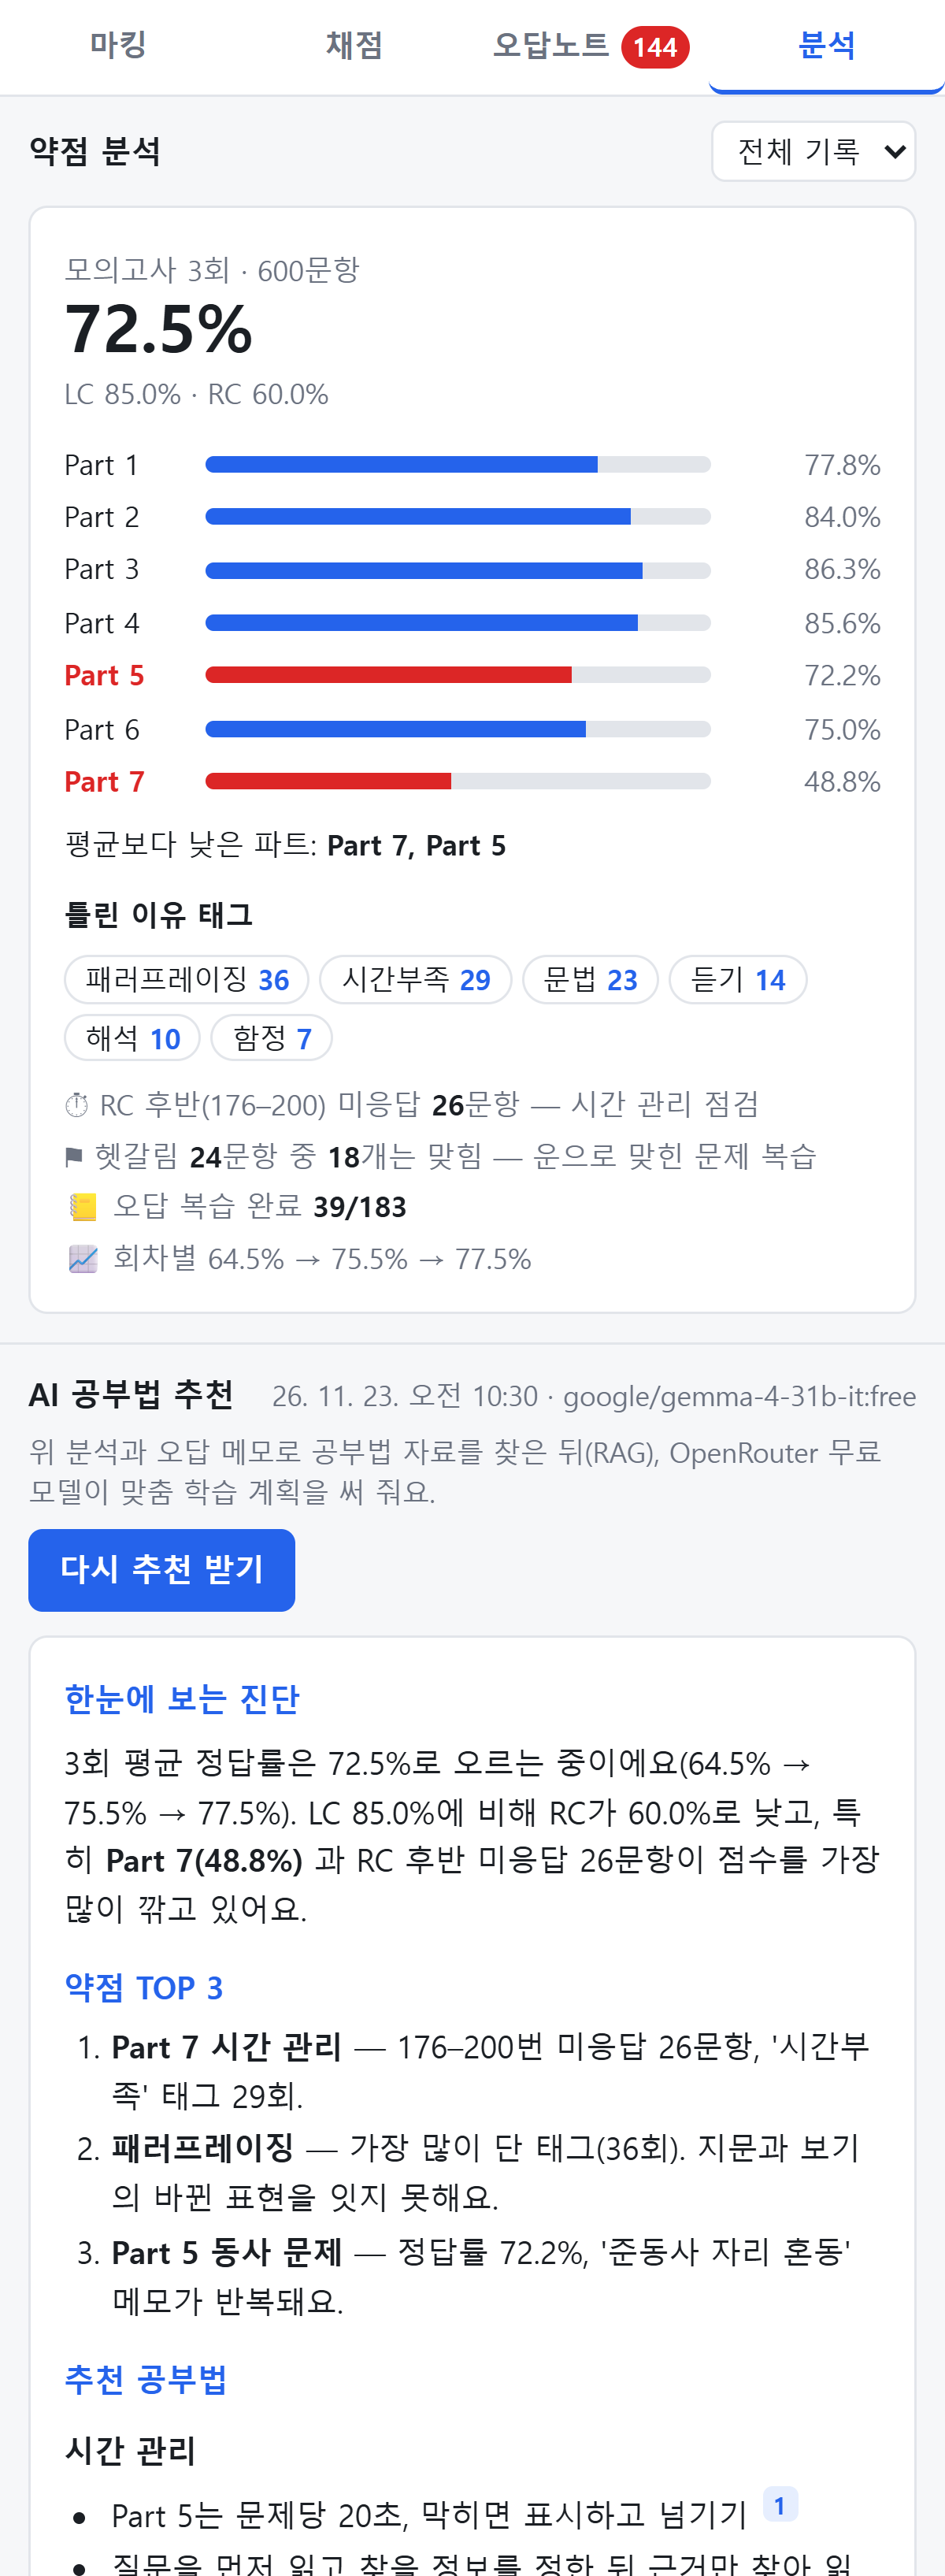 마킹 채점 오답노트 144 분석
약점 분석 전체 기록
모의고사 3회 · 600문항
72.5%
LC 85.0% · RC 60.0%
Part 1 77.8%
Part 2 84.0%
Part 3 86.3%
Part 4 85.6%
Part 5 72.2%
Part 6 75.0%
Part 7 48.8%
평균보다 낮은 파트: Part 7, Part 5
틀린 이유 태그
패러프레이징 36 시간부족 29 문법 23 듣기 14
해석 10 함정 7
⏱ RC 후반(176–200) 미응답 26문항 — 시간 관리 점검
⚑ 헷갈림 24문항 중 18개는 맞힘 — 운으로 맞힌 문제 복습
📒 오답 복습 완료 39/183
📈 회차별 64.5% → 75.5% → 77.5%
AI 공부법 추천 26. 11. 23. 오전 10:30 · google/gemma-4-31b-it:free
위 분석과 오답 메모로 공부법 자료를 찾은 뒤(RAG), OpenRouter 무료
모델이 맞춤 학습 계획을 써 줘요.
다시 추천 받기
한눈에 보는 진단
3회 평균 정답률은 72.5%로 오르는 중이에요(64.5% →
75.5% → 77.5%). LC 85.0%에 비해 RC가 60.0%로 낮고, 특
히 Part 7(48.8%) 과 RC 후반 미응답 26문항이 점수를 가장
많이 깎고 있어요.
약점 TOP 3
1. Part 7 시간 관리 — 176–200번 미응답 26문항, '시간부
족' 태그 29회.
2. 패러프레이징 — 가장 많이 단 태그(36회). 지문과 보기
의 바뀐 표현을 잇지 못해요.
3. Part 5 동사 문제 — 정답률 72.2%, '준동사 자리 혼동'
메모가 반복돼요.
추천 공부법
시간 관리
• Part 5는 문제당 20초, 막히면 표시하고 넘기기 1
• 질문을 먼저 읽고 찾을 정보를 정한 뒤 근거만 찾아 읽